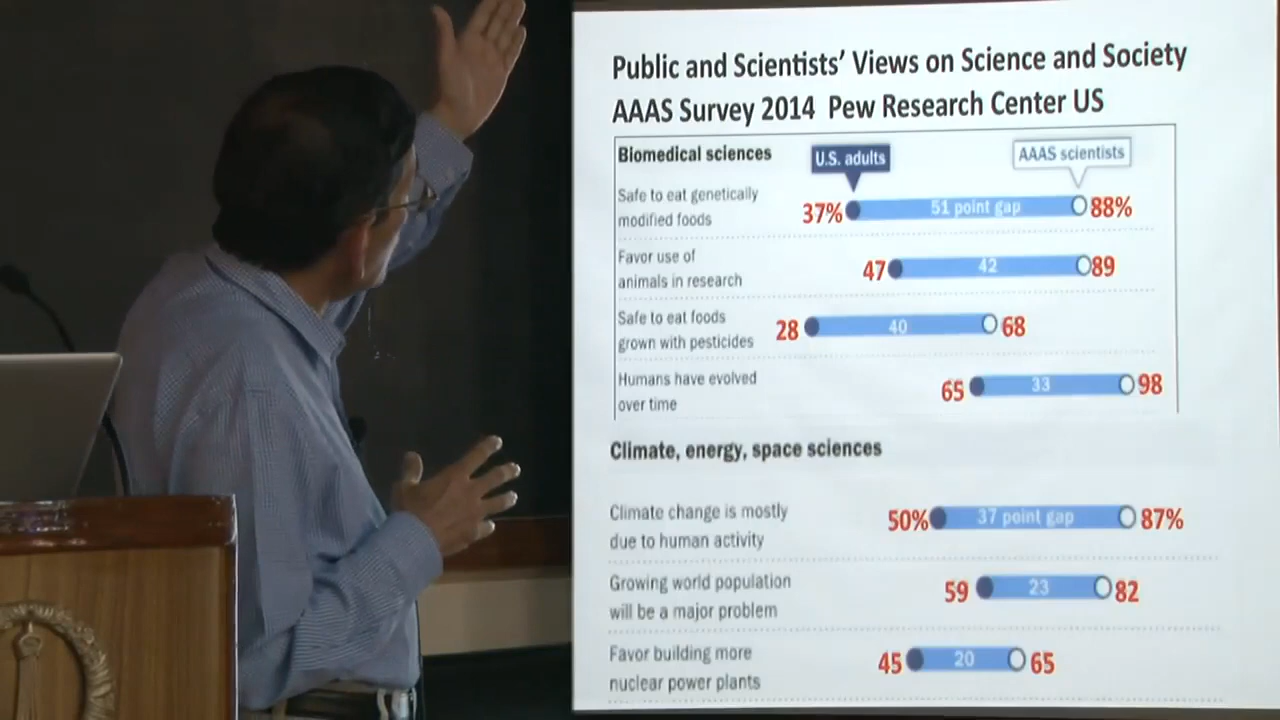 Public and Scientists' Views on Science and Society
AAAS Survey 2014 Pew Research Center US
Biomedical sciences
U.S. adults
AAAS scientists
Safe to eat genetically
modified foods
37%
51 point gap
88%
Favor use of
animals in research
47
42
89
Safe to eat foods
grown with pesticides
28
40
68
Humans have evolved
over time
65
33
98
Climate, energy, space sciences
Climate change is mostly
due to human activity
50%
37 point gap
87%
Growing world population
will be a major problem
59
23
82
Favor building more
nuclear power plants
45
20
65